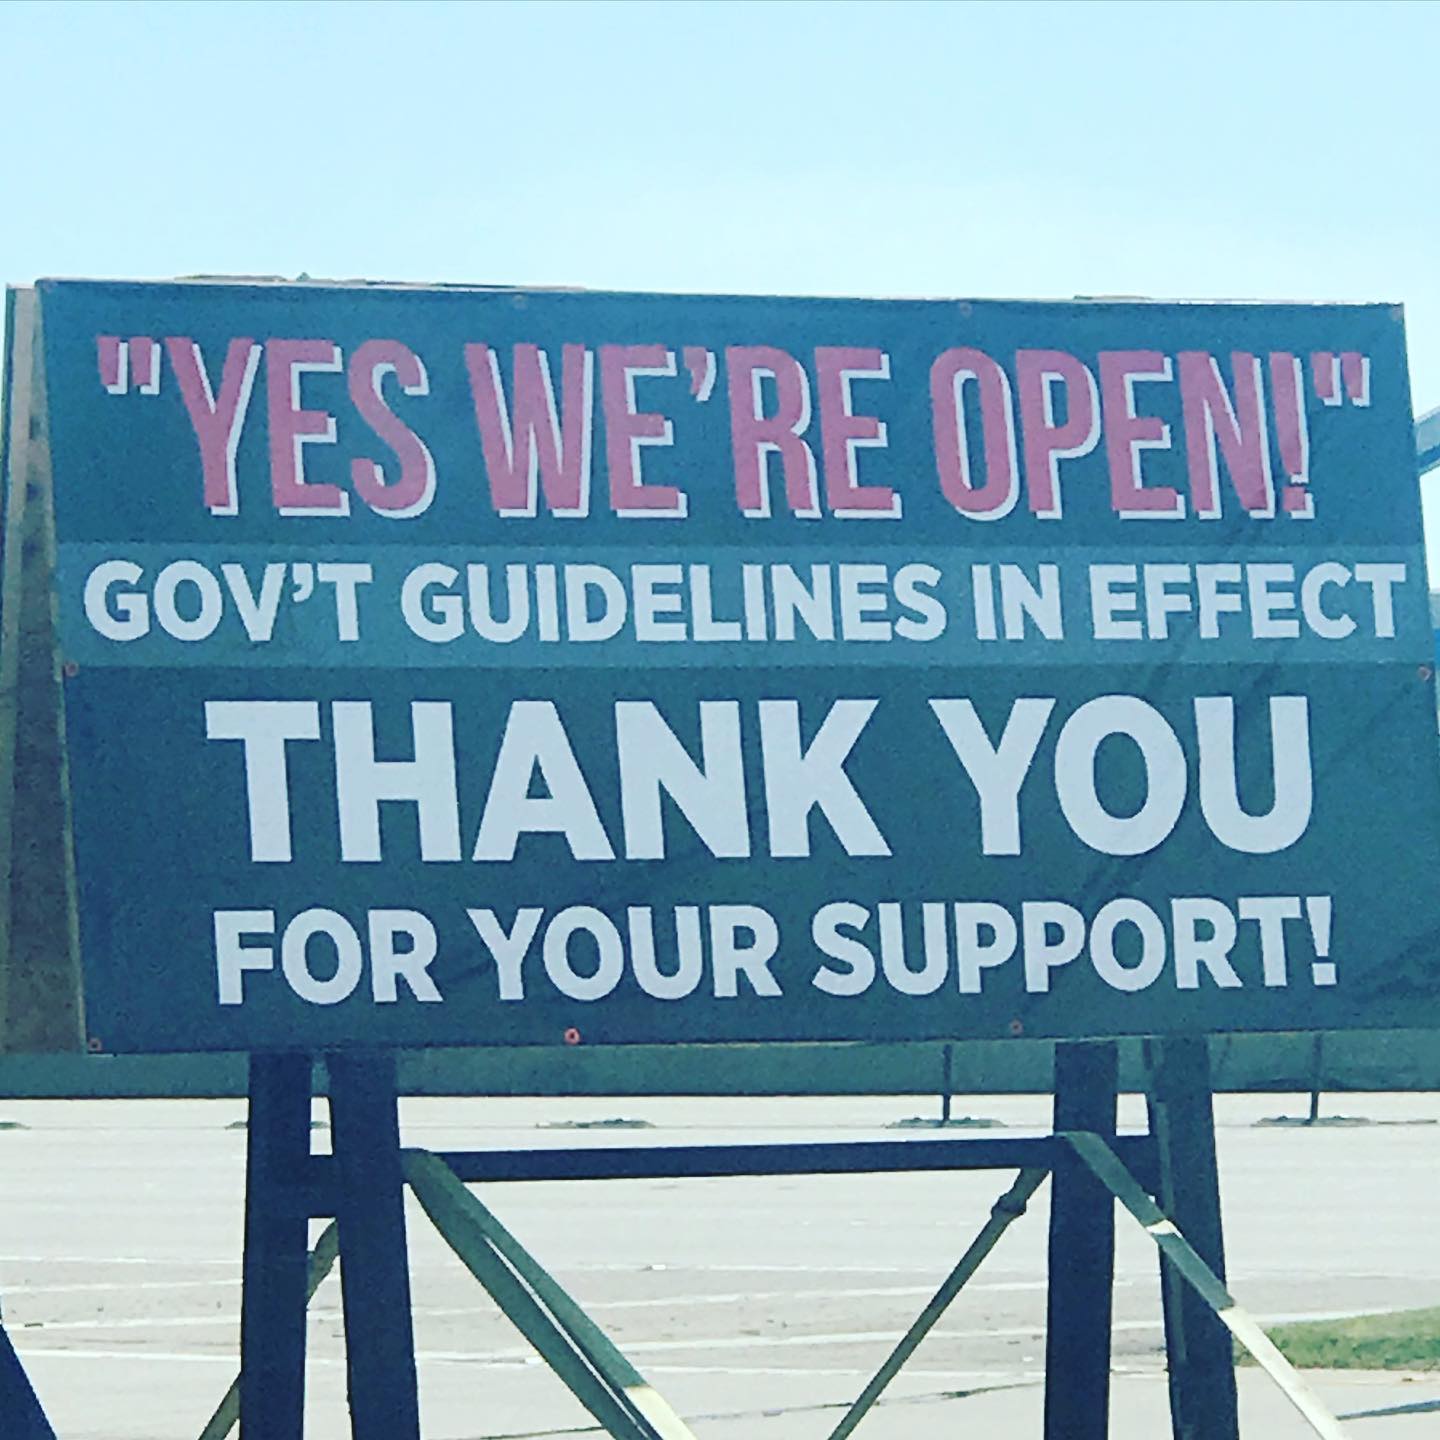 "YES WE'RE OPEN!"
GOV'T GUIDELINES IN EFFECT
THANK YOU
FOR YOUR SUPPORT!